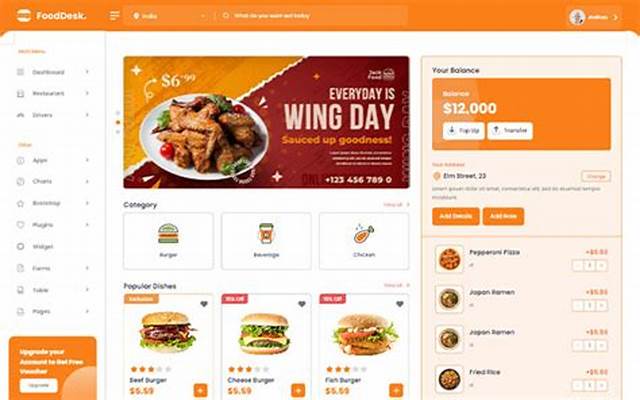 FoodDesk.
India
What do you want eat today
Main Menu
Dashboard
Restaurant
Drivers
Other
Apps
Charts
Bootstrap
Plugins
Widget
Forms
Table
Pages
Upgrade your
Account to Get Free
Voucher
Upgrade
$6.99
Jack
Food
EVERYDAY IS
WING DAY
Sauced up goodness!
+123 456 789 0
Category
View all >
Burger
Beverage
Chicken
Popular Dishes
View all >
Exclusive
15% Off
15% Off
Beef Burger
$5.59
Cheese Burger
$5.59
Fish Burger
$5.59
Your Balance
Balance
$12,000
Top Up
Transfer
Your Address
Elm Street, 23
Change
Lorem ipsum dolor sit amet, consectetur elit, sed do eiusmod tempor
incididunt.
Add Details
Add Note
Pepperoni Pizza
x1
+$5.59
- 1 +
Japan Ramen
x1
+$5.59
- 1 +
Japan Ramen
x1
+$5.59
- 1 +
Fried Rice
x1
+$5.59
- 1 +